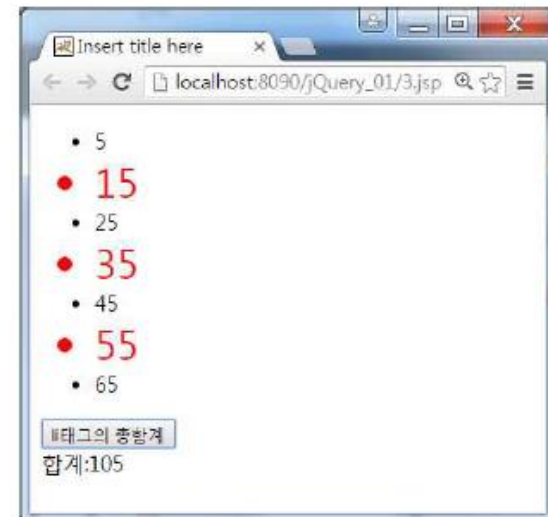 Insert title here
localhost:8090/jQuery_01/3.jsp
5
15
25
35
45
55
65
li태그의 총합계
합계:105